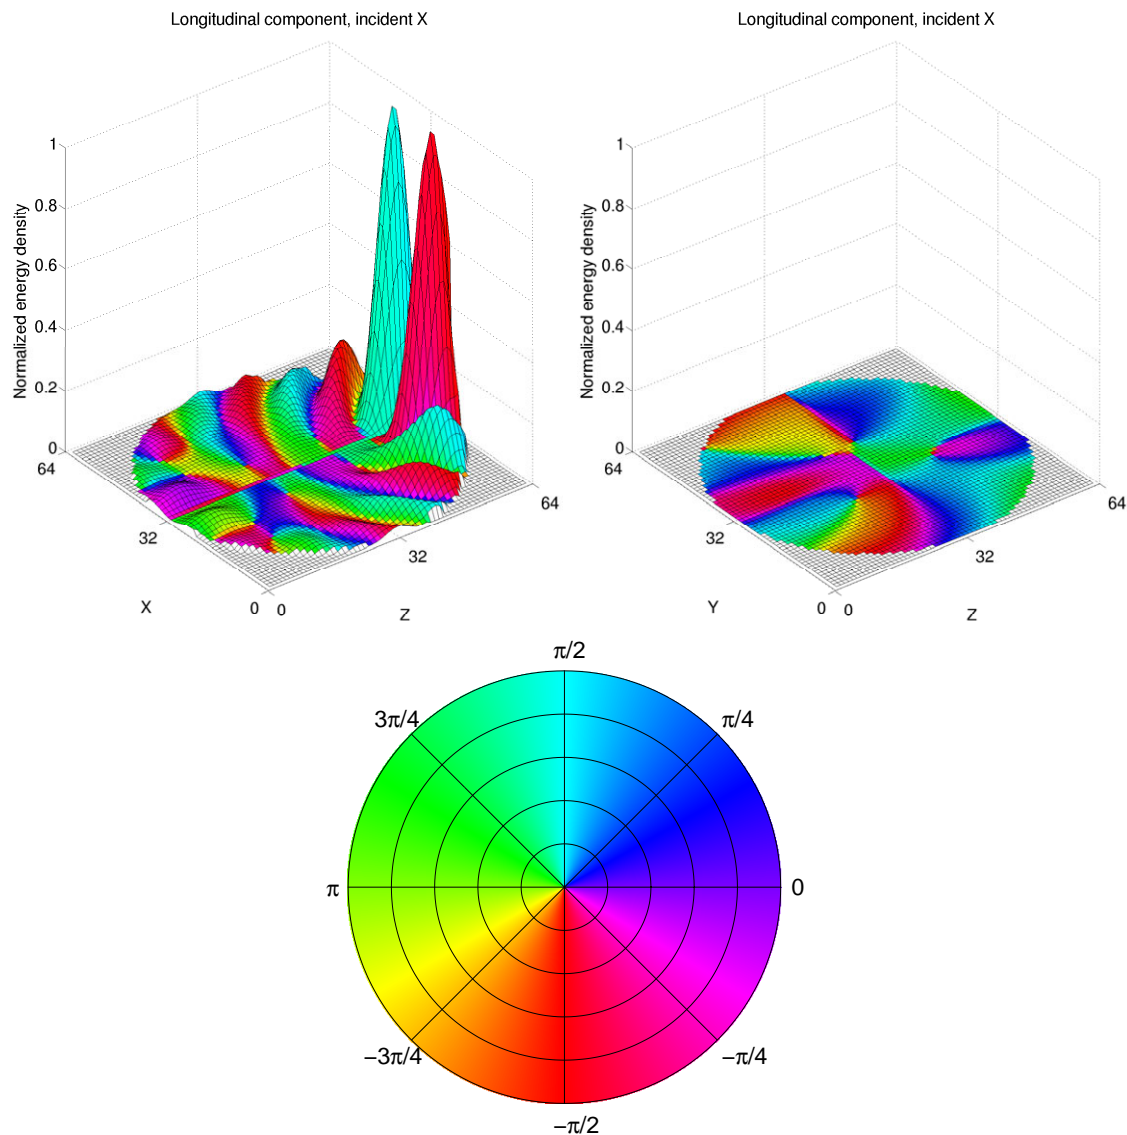 Longitudinal component, incident X
Normalized energy density
1
0.8
0.6
0.4
0.2
0
64
32
0
X
0
32
64
Z
Longitudinal component, incident X
Normalized energy density
1
0.8
0.6
0.4
0.2
0
64
32
0
Y
0
32
64
Z
π/2
3π/4
π/4
π
0
−3π/4
−π/4
−π/2